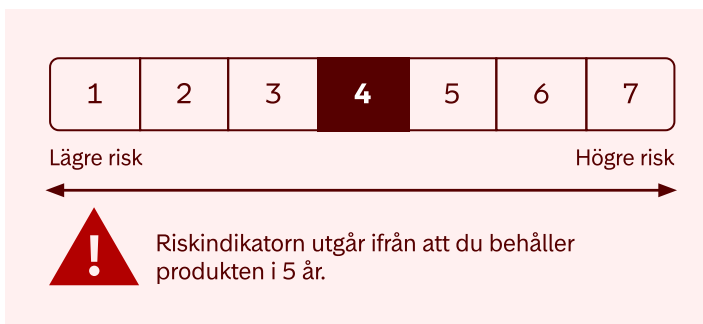 1 2 3 4 5 6 7
Lägre risk Högre risk
! Riskindikatorn utgår ifrån att du behåller
produkten i 5 år.